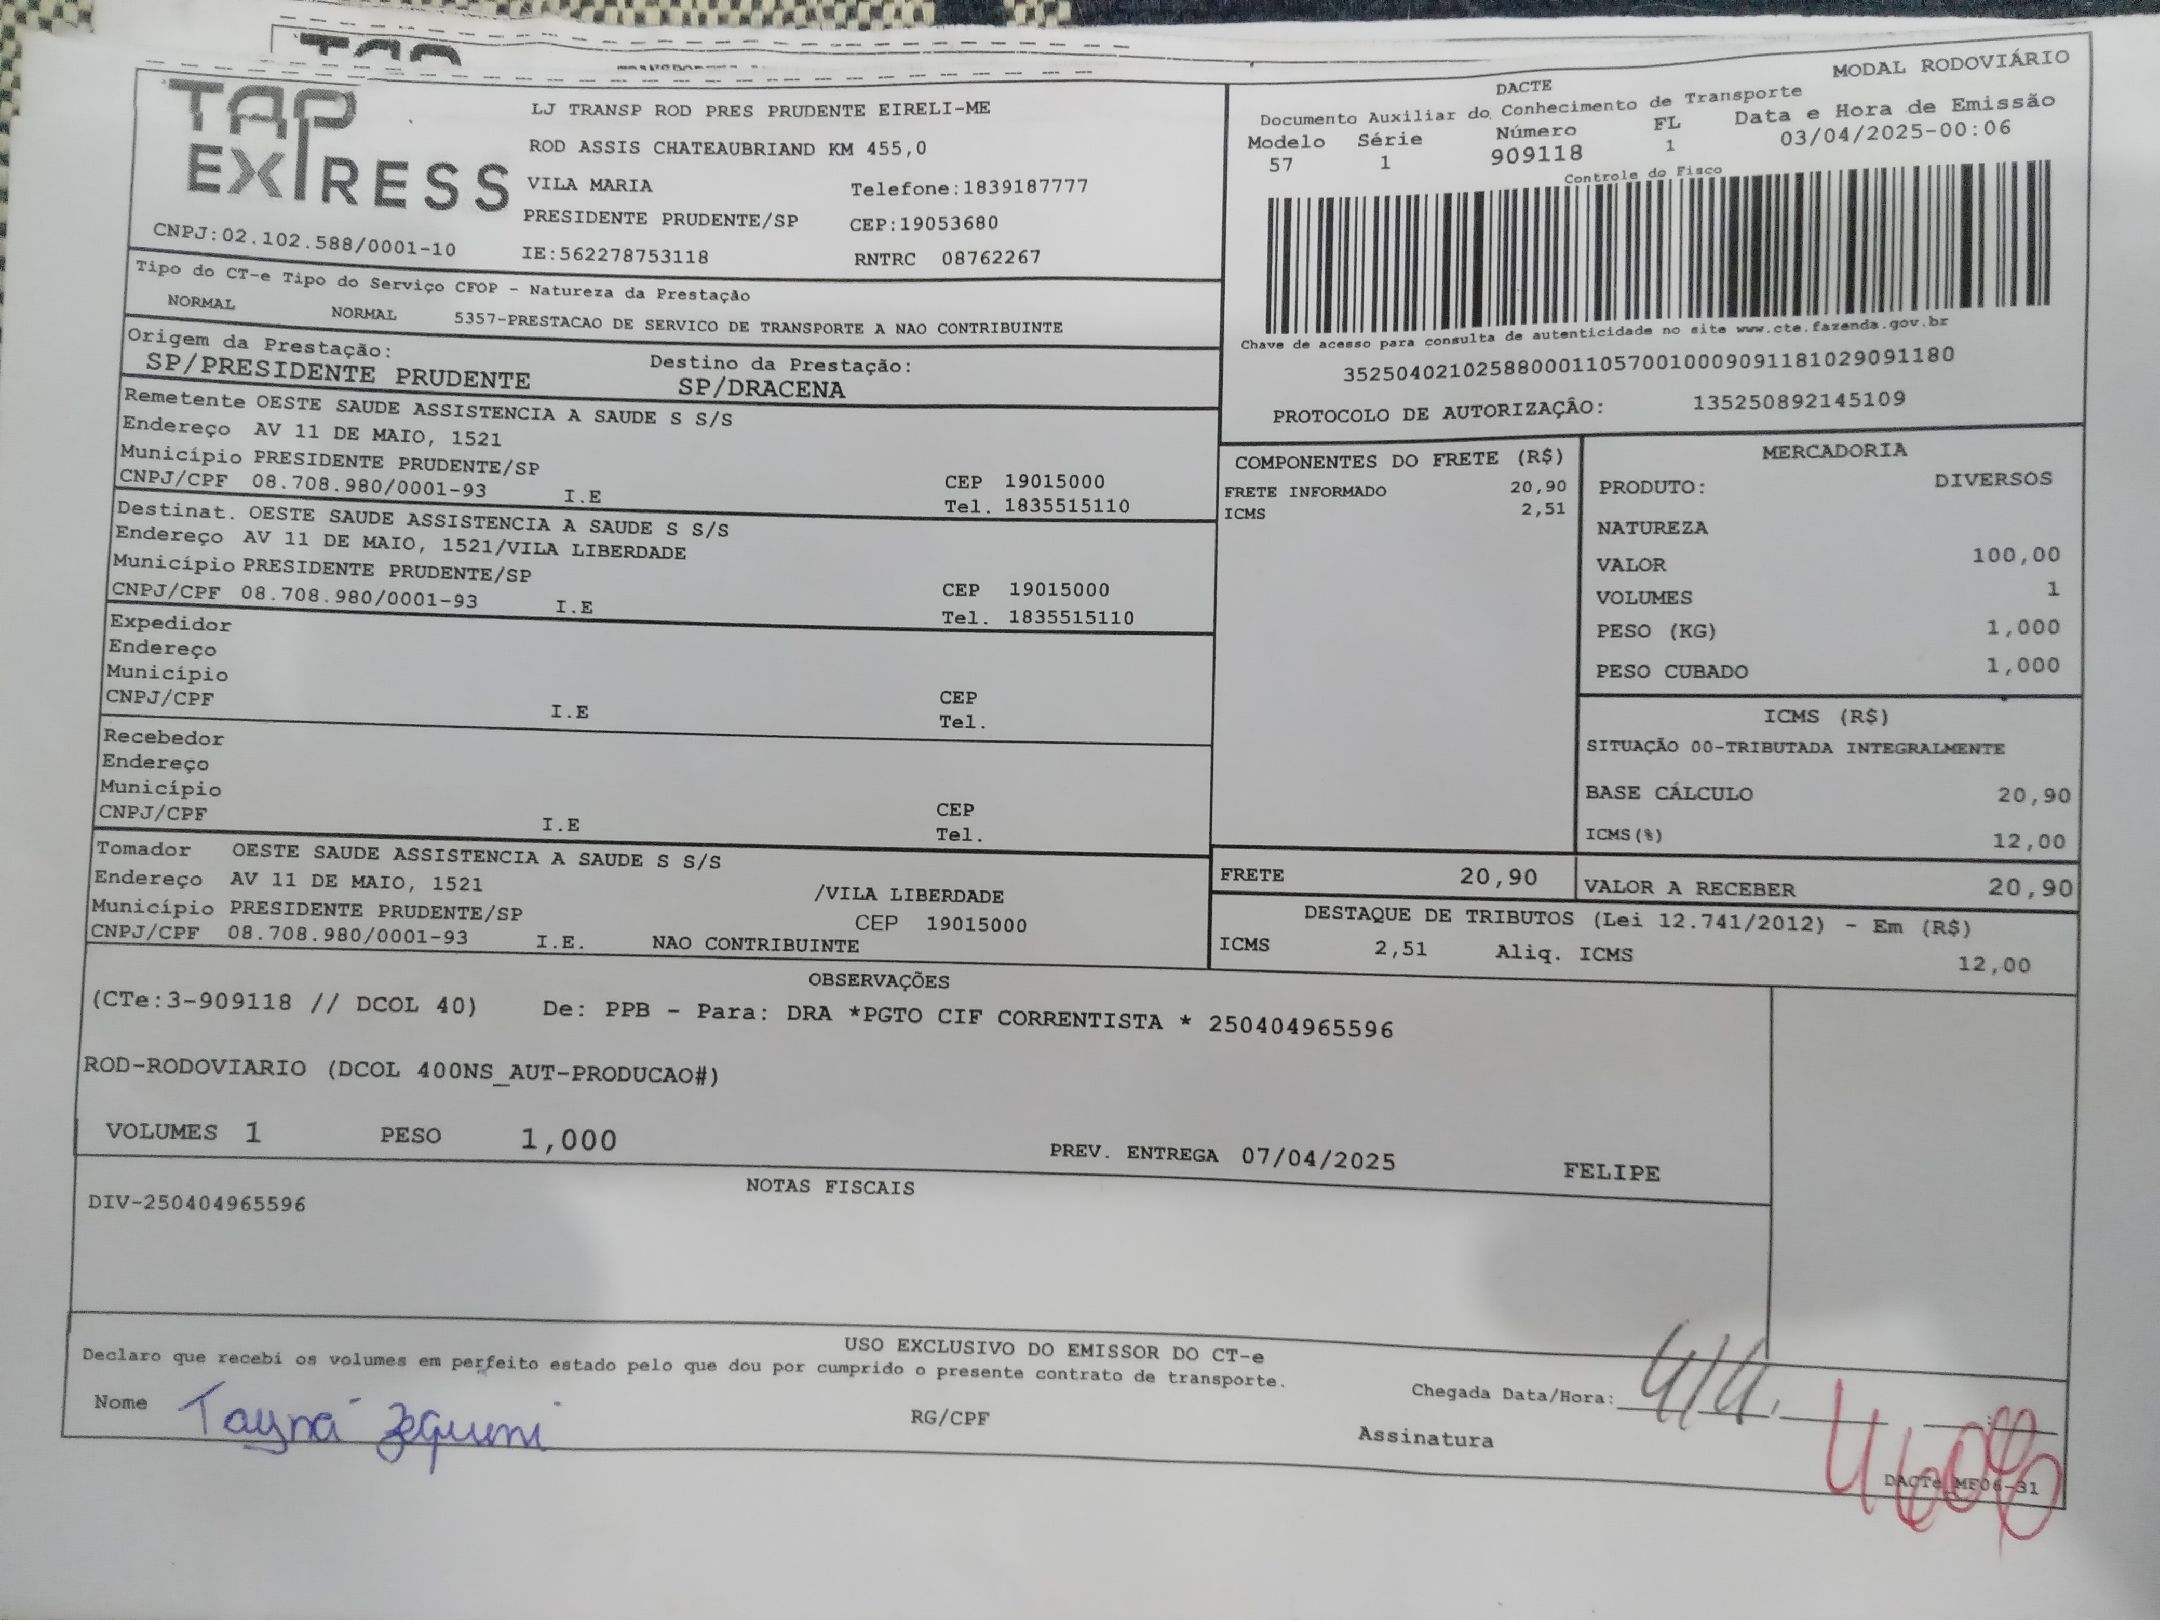 TAP EXPRESS
CNPJ:02.102.588/0001-10
LJ TRANSP ROD PRES PRUDENTE EIRELI-ME
ROD ASSIS CHATEAUBRIAND KM 455,0
VILA MARIA Telefone:1839187777
PRESIDENTE PRUDENTE/SP CEP:19053680
IE:562278753118 RNTRC 08762267
MODAL RODOVIÁRIO
DACTE
Documento Auxiliar do Conhecimento de Transporte
Modelo Série Número FL Data e Hora de Emissão
57 1 909118 1 03/04/2025-00:06
Controle do Fisco
Chave de acesso para consulta de autenticidade no site www.cte.fazenda.gov.br
35250402102588000110570010009091181029091180
PROTOCOLO DE AUTORIZAÇÃO: 135250892145109
Tipo do CT-e Tipo do Serviço CFOP - Natureza da Prestação
NORMAL NORMAL 5357-PRESTACAO DE SERVICO DE TRANSPORTE A NAO CONTRIBUINTE
Origem da Prestação: Destino da Prestação:
SP/PRESIDENTE PRUDENTE SP/DRACENA
Remetente OESTE SAUDE ASSISTENCIA A SAUDE S S/S
Endereço AV 11 DE MAIO, 1521
Município PRESIDENTE PRUDENTE/SP CEP 19015000
CNPJ/CPF 08.708.980/0001-93 I.E Tel. 1835515110
Destinat. OESTE SAUDE ASSISTENCIA A SAUDE S S/S
Endereço AV 11 DE MAIO, 1521/VILA LIBERDADE
Município PRESIDENTE PRUDENTE/SP CEP 19015000
CNPJ/CPF 08.708.980/0001-93 I.E Tel. 1835515110
Expedidor
Endereço
Município CEP
CNPJ/CPF I.E Tel.
Recebedor
Endereço
Município CEP
CNPJ/CPF I.E Tel.
Tomador OESTE SAUDE ASSISTENCIA A SAUDE S S/S
Endereço AV 11 DE MAIO, 1521 /VILA LIBERDADE
Município PRESIDENTE PRUDENTE/SP CEP 19015000
CNPJ/CPF 08.708.980/0001-93 I.E. NAO CONTRIBUINTE
COMPONENTES DO FRETE (R$)
FRETE INFORMADO 20,90
ICMS 2,51
MERCADORIA
PRODUTO: DIVERSOS
NATUREZA
VALOR 100,00
VOLUMES 1
PESO (KG) 1,000
PESO CUBADO 1,000
ICMS (R$)
SITUAÇÃO 00-TRIBUTADA INTEGRALMENTE
BASE CÁLCULO 20,90
ICMS(%) 12,00
FRETE 20,90 VALOR A RECEBER 20,90
DESTAQUE DE TRIBUTOS (Lei 12.741/2012) - Em (R$)
ICMS 2,51 Aliq. ICMS 12,00
OBSERVAÇÕES
(CTe:3-909118 // DCOL 40) De: PPB - Para: DRA *PGTO CIF CORRENTISTA * 250404965596
ROD-RODOVIARIO (DCOL 400NS_AUT-PRODUCAO#)
VOLUMES 1 PESO 1,000 PREV. ENTREGA 07/04/2025 FELIPE
NOTAS FISCAIS
DIV-250404965596
USO EXCLUSIVO DO EMISSOR DO CT-e
Declaro que recebi os volumes em perfeito estado pelo que dou por cumprido o presente contrato de transporte.
Nome Tayná RG/CPF Chegada Data/Hora: 4/4
Assinatura
DACTe_MF06-31